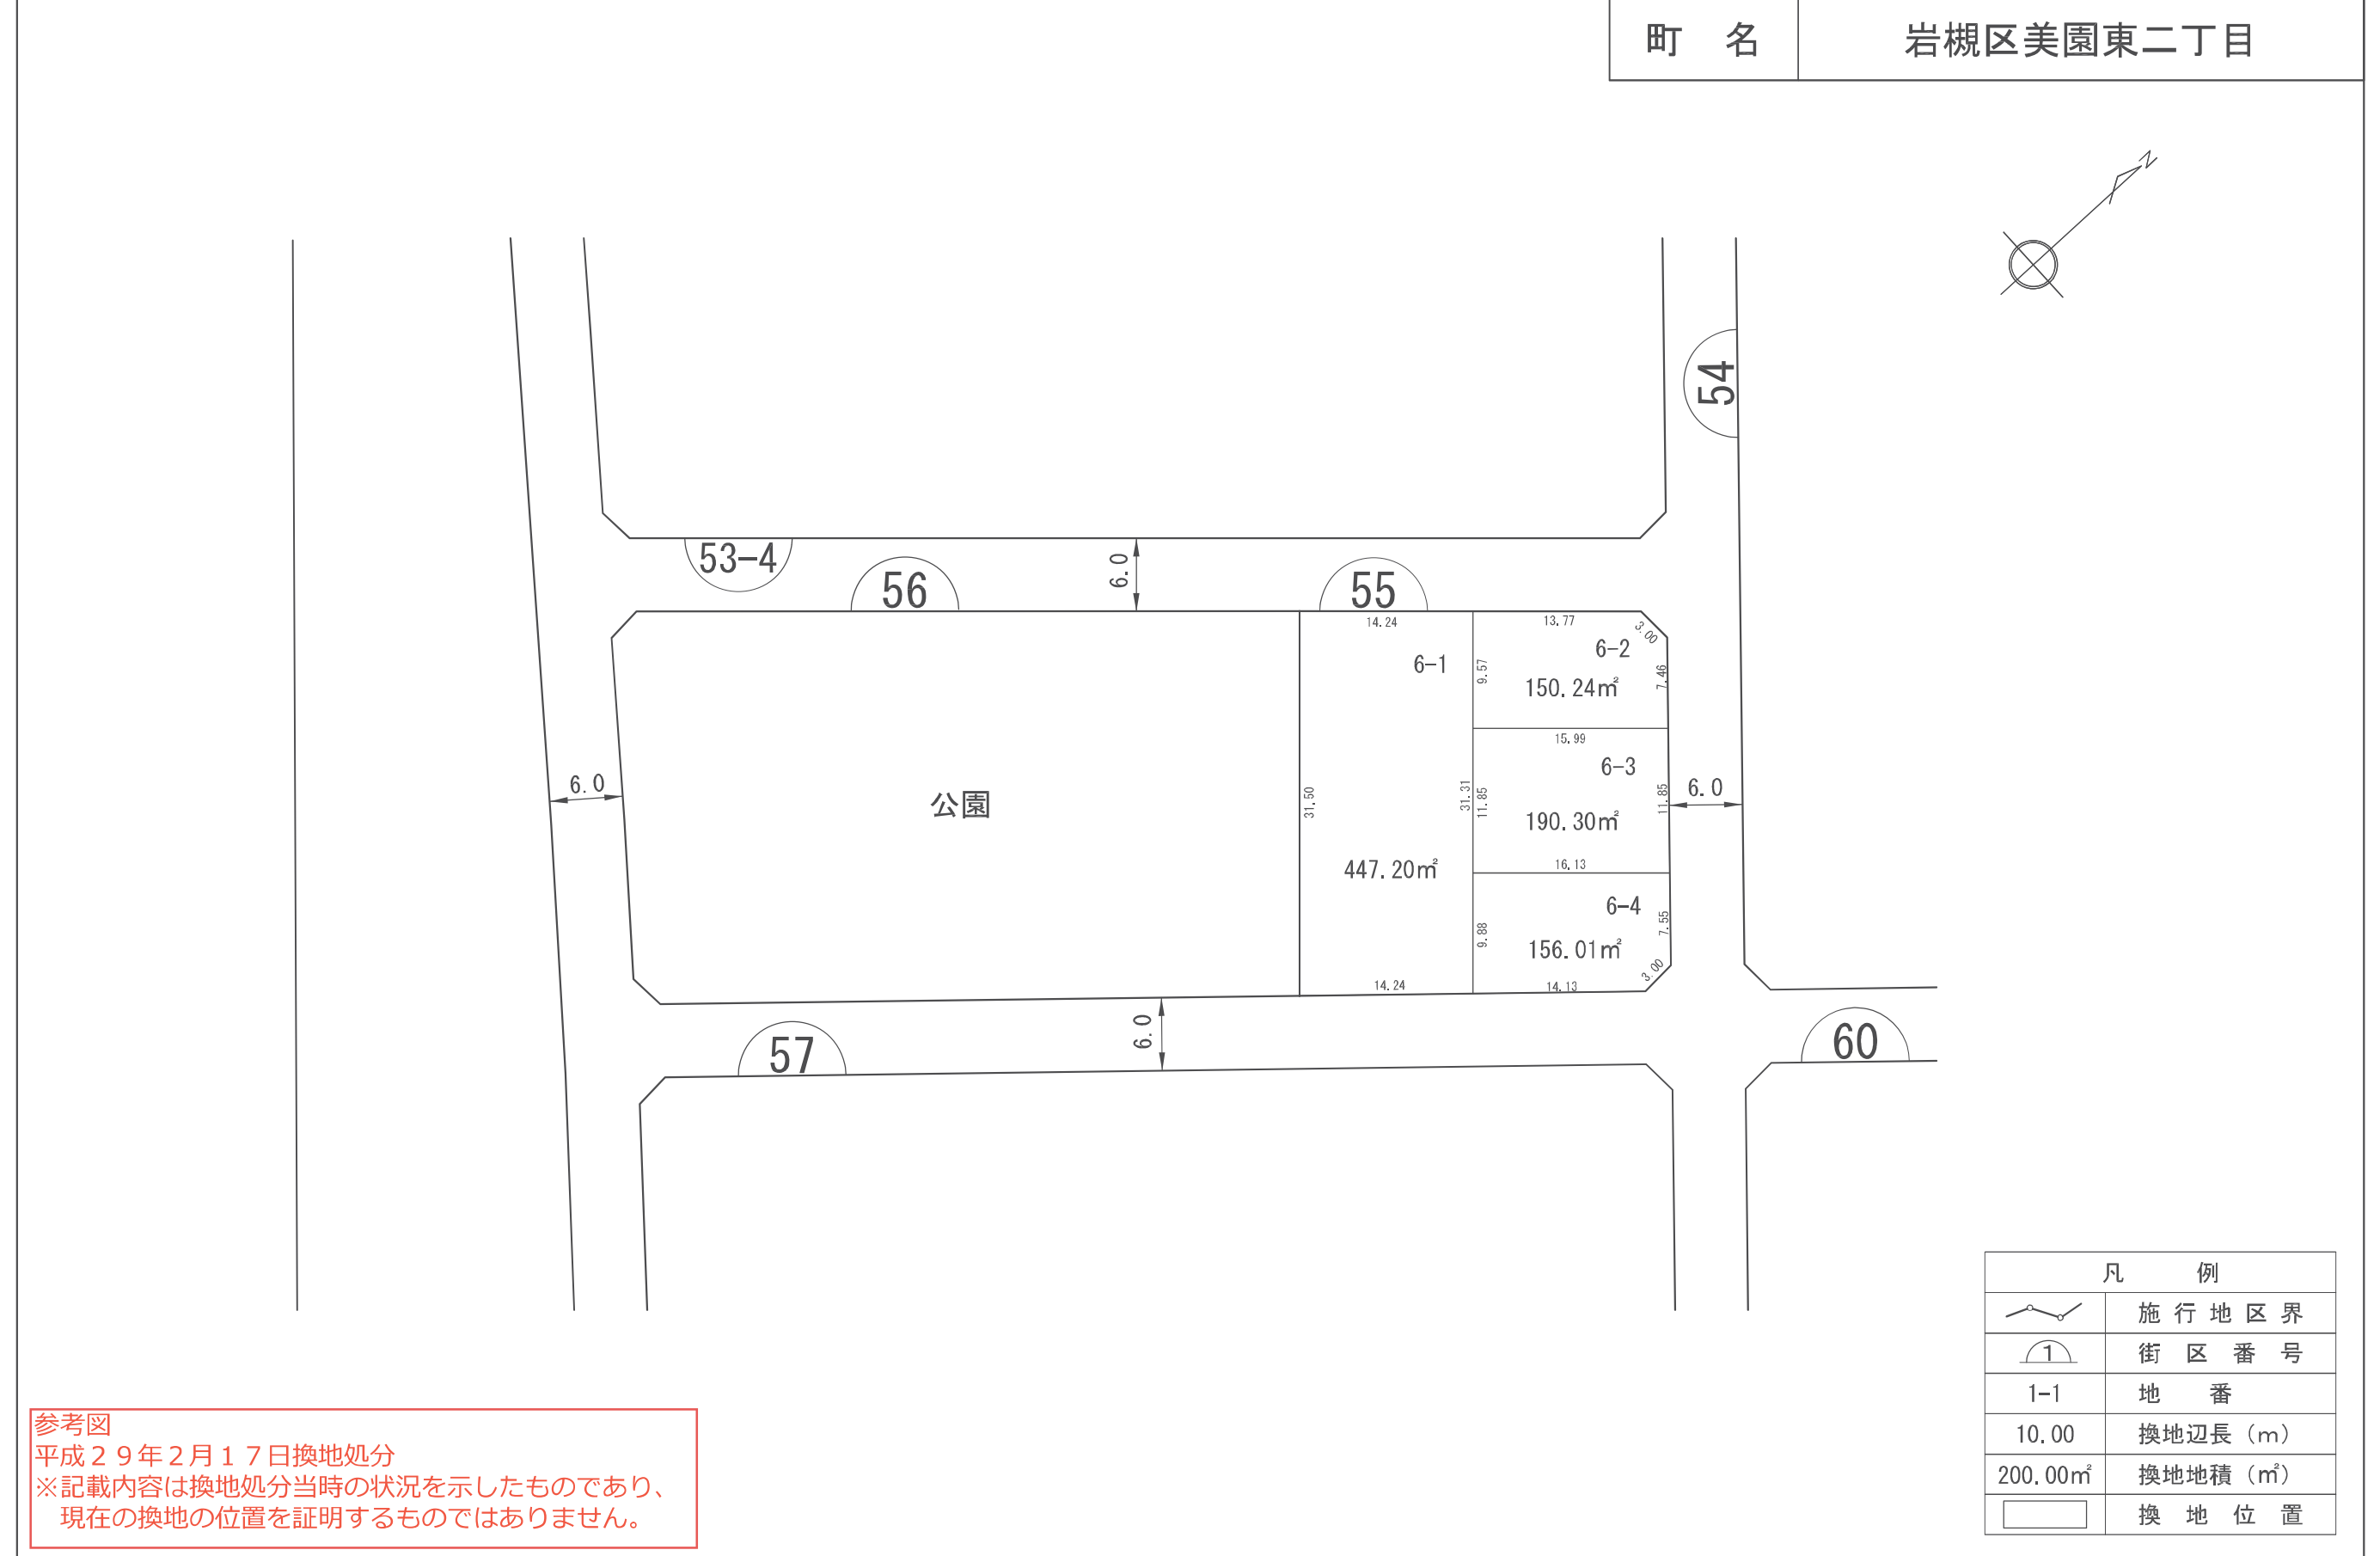 町 名 岩槻区美園東二丁目
N
54
53-4
56
6.0
55
14.24
13.77
3.00
6-1
6-2
9.57
7.46
150.24㎡
15.99
6-3
6.0
公園
31.50
31.31
11.85
11.85
6.0
190.30㎡
447.20㎡
16.13
6-4
9.88
7.55
156.01㎡
3.00
14.24
14.13
57
6.0
60
凡 例
施行地区界
1 街区番号
1-1 地番
10.00 換地辺長（m）
200.00㎡ 換地地積（㎡）
換地位置
参考図
平成２９年２月１７日換地処分
※記載内容は換地処分当時の状況を示したものであり、
現在の換地の位置を証明するものではありません。